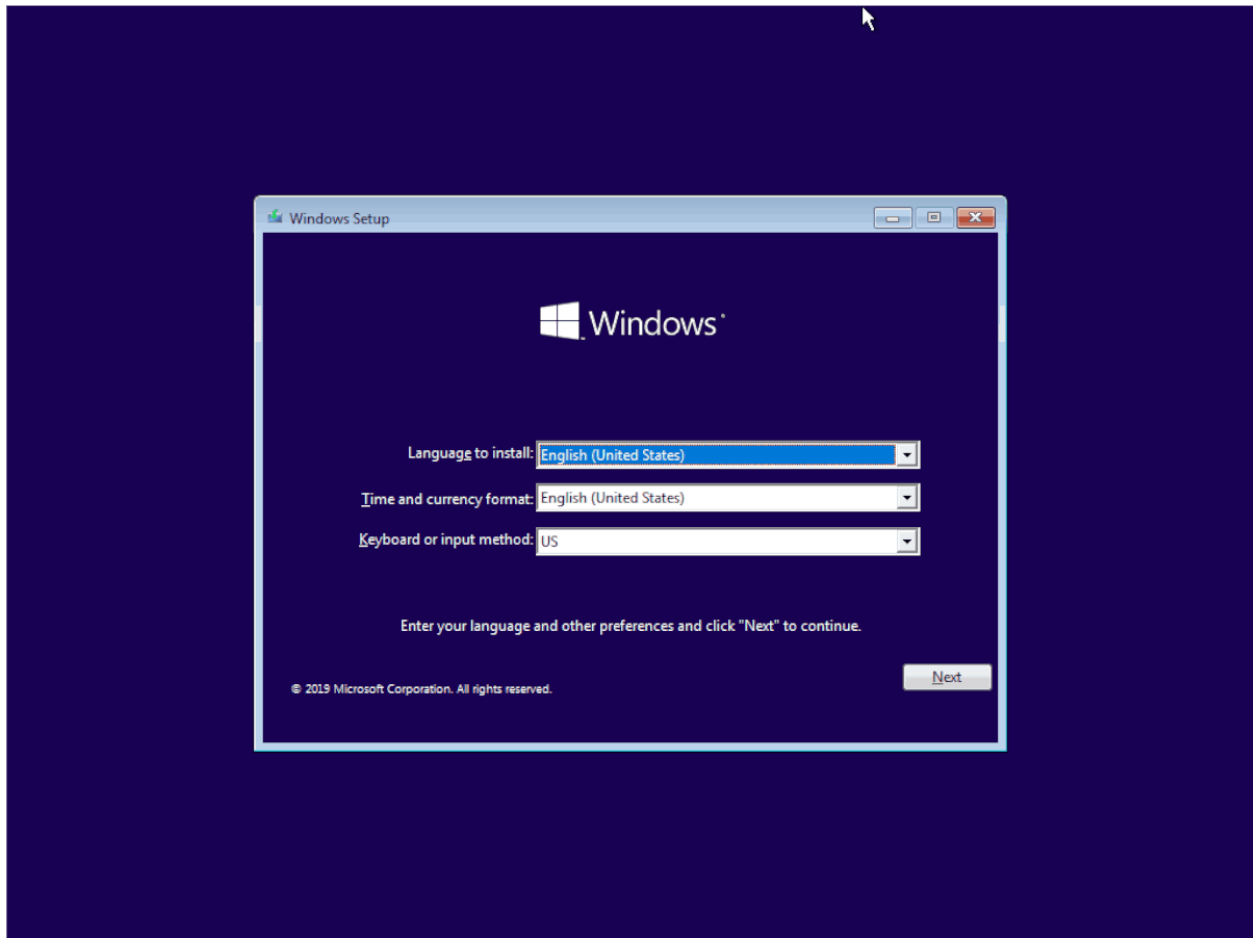 Windows Setup
Windows
Language to install: English (United States)
Time and currency format: English (United States)
Keyboard or input method: US
Enter your language and other preferences and click "Next" to continue.
Next
© 2019 Microsoft Corporation. All rights reserved.